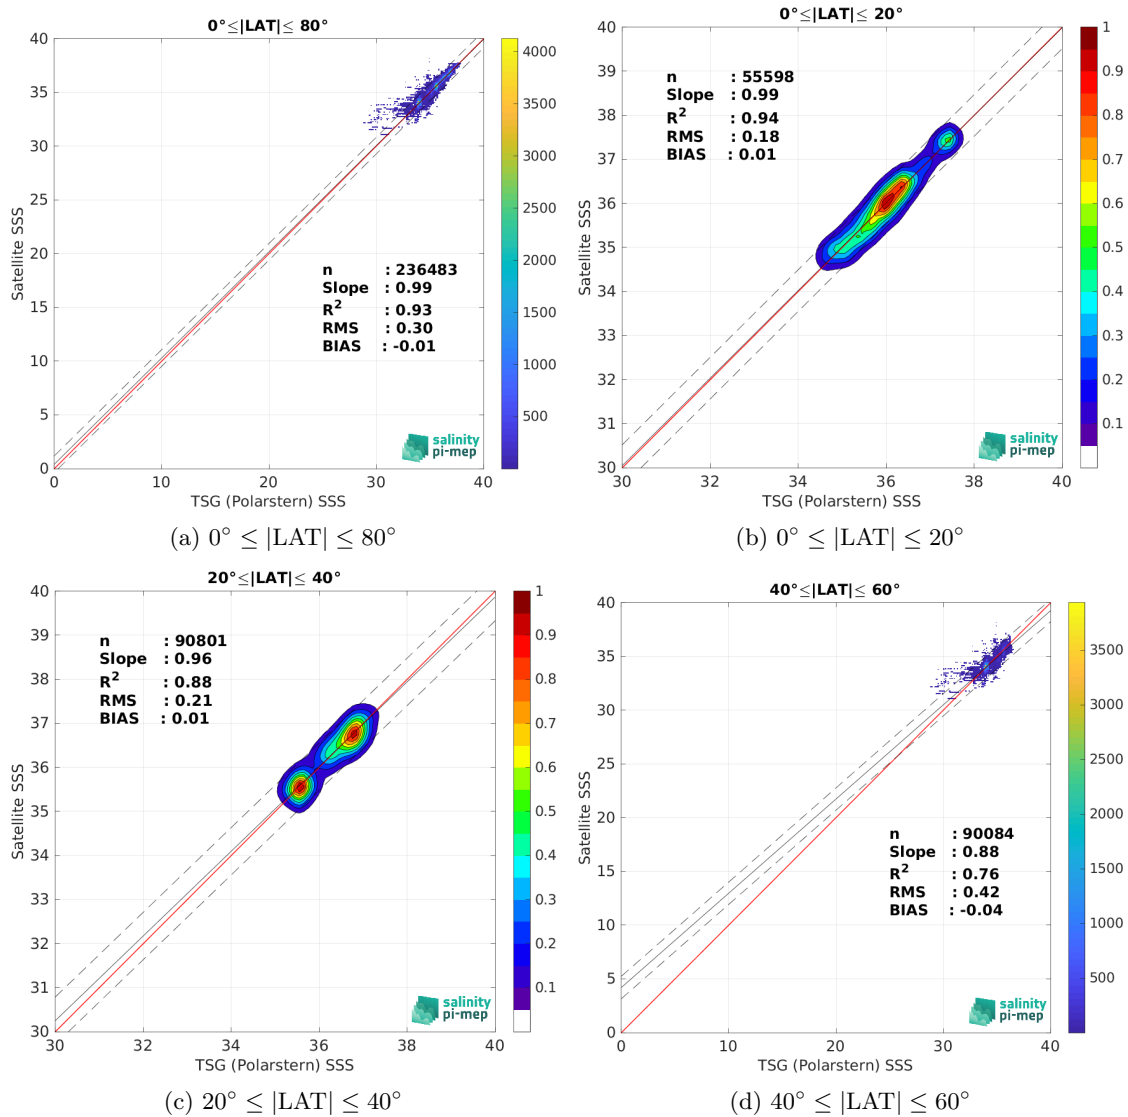 0°≤|LAT|≤ 80°
40
35
30
25
20
15
10
5
0
Satellite SSS
n : 236483
Slope : 0.99
R² : 0.93
RMS : 0.30
BIAS : -0.01
salinity
pi-mep
0 10 20 30 40
TSG (Polarstern) SSS
4000
3500
3000
2500
2000
1500
1000
500
(a) 0° ≤ |LAT| ≤ 80°
0°≤|LAT|≤ 20°
40
39
38
37
36
35
34
33
32
31
30
Satellite SSS
n : 55598
Slope : 0.99
R² : 0.94
RMS : 0.18
BIAS : 0.01
salinity
pi-mep
30 32 34 36 38 40
TSG (Polarstern) SSS
1
0.9
0.8
0.7
0.6
0.5
0.4
0.3
0.2
0.1
(b) 0° ≤ |LAT| ≤ 20°
20°≤|LAT|≤ 40°
40
39
38
37
36
35
34
33
32
31
30
Satellite SSS
n : 90801
Slope : 0.96
R² : 0.88
RMS : 0.21
BIAS : 0.01
salinity
pi-mep
30 32 34 36 38 40
TSG (Polarstern) SSS
1
0.9
0.8
0.7
0.6
0.5
0.4
0.3
0.2
0.1
(c) 20° ≤ |LAT| ≤ 40°
40°≤|LAT|≤ 60°
40
35
30
25
20
15
10
5
0
Satellite SSS
n : 90084
Slope : 0.88
R² : 0.76
RMS : 0.42
BIAS : -0.04
salinity
pi-mep
0 10 20 30 40
TSG (Polarstern) SSS
3500
3000
2500
2000
1500
1000
500
(d) 40° ≤ |LAT| ≤ 60°